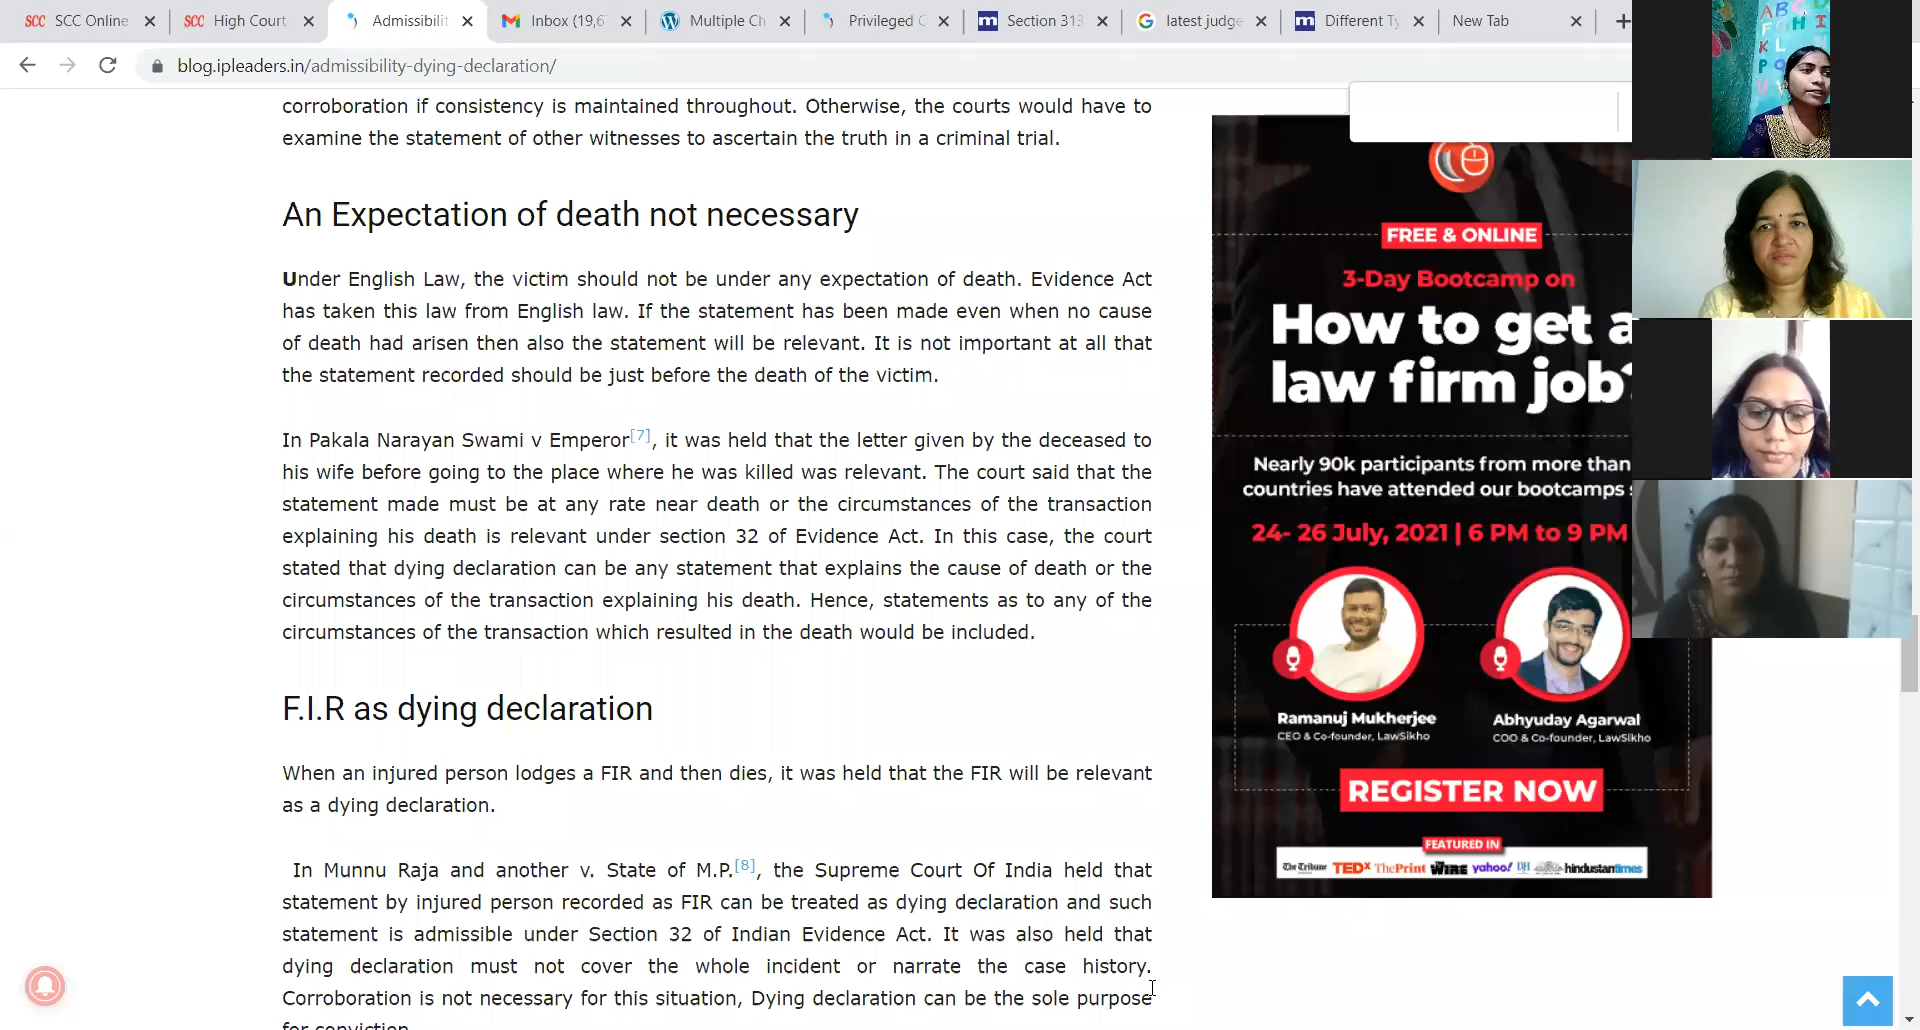 SCC SCC Online
SCC High Court
Admissibilit
Inbox (19,6
Multiple Ch
Privileged C
m Section 313
latest judge
m Different Ty
New Tab
blog.ipleaders.in/admissibility-dying-declaration/
corroboration if consistency is maintained throughout. Otherwise, the courts would have to
examine the statement of other witnesses to ascertain the truth in a criminal trial.
An Expectation of death not necessary
Under English Law, the victim should not be under any expectation of death. Evidence Act
has taken this law from English law. If the statement has been made even when no cause
of death had arisen then also the statement will be relevant. It is not important at all that
the statement recorded should be just before the death of the victim.
In Pakala Narayan Swami v Emperor[7], it was held that the letter given by the deceased to
his wife before going to the place where he was killed was relevant. The court said that the
statement made must be at any rate near death or the circumstances of the transaction
explaining his death is relevant under section 32 of Evidence Act. In this case, the court
stated that dying declaration can be any statement that explains the cause of death or the
circumstances of the transaction explaining his death. Hence, statements as to any of the
circumstances of the transaction which resulted in the death would be included.
F.I.R as dying declaration
When an injured person lodges a FIR and then dies, it was held that the FIR will be relevant
as a dying declaration.
In Munnu Raja and another v. State of M.P.[8], the Supreme Court Of India held that
statement by injured person recorded as FIR can be treated as dying declaration and such
statement is admissible under Section 32 of Indian Evidence Act. It was also held that
dying declaration must not cover the whole incident or narrate the case history.
Corroboration is not necessary for this situation, Dying declaration can be the sole purpose
for conviction.
FREE & ONLINE
3-Day Bootcamp on
How to get a
law firm job?
Nearly 90k participants from more than
countries have attended our bootcamps
24- 26 July, 2021 | 6 PM to 9 PM
Ramanuj Mukherjee
CEO & Co-founder, LawSikho
Abhyuday Agarwal
COO & Co-founder, LawSikho
REGISTER NOW
FEATURED IN
The Tribune TEDx ThePrint THE WIRE yahoo! DH hindustantimes
A B C D
F H I
K L
P Q
U